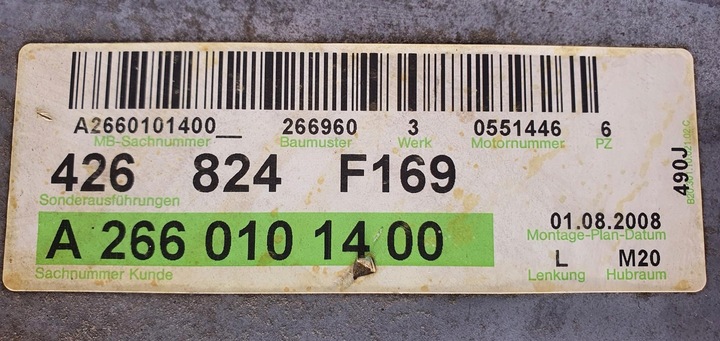 A2660101400__ 266960 3 0551446 6
MB-Sachnummer Baumuster Werk Motornummer PZ
426 824 F169
Sonderausführungen
A 266 010 14 00
Sachnummer Kunde
01.08.2008
Montage-Plan-Datum
L M20
Lenkung Hubraum
490J